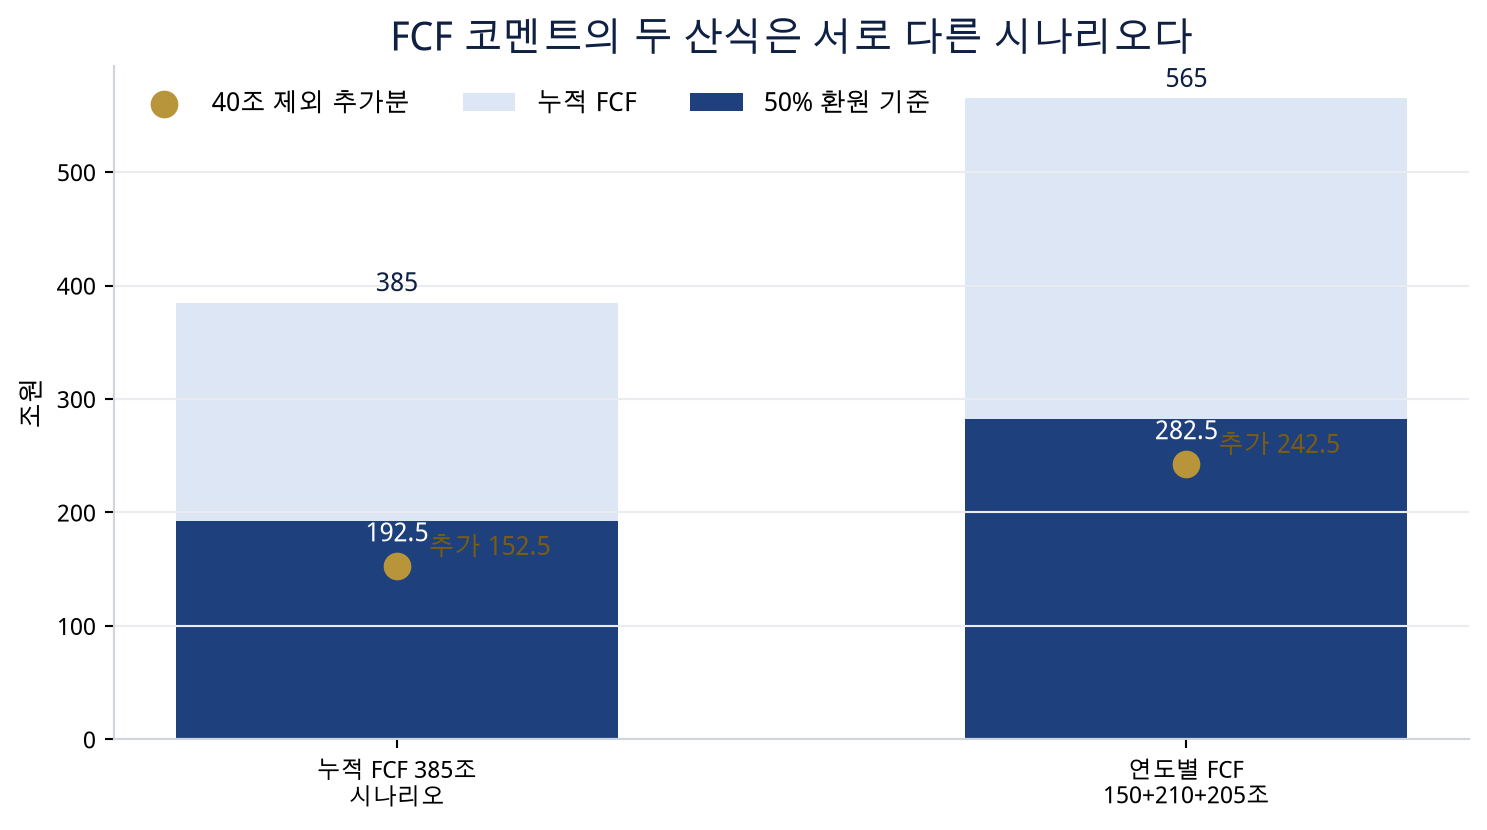 FCF 코멘트의 두 산식은 서로 다른 시나리오다
40조 제외 추가분
누적 FCF
50% 환원 기준
565
500
400
300
200
100
0
조원
385
192.5
추가 152.5
282.5
추가 242.5
누적 FCF 385조
시나리오
연도별 FCF
150+210+205조